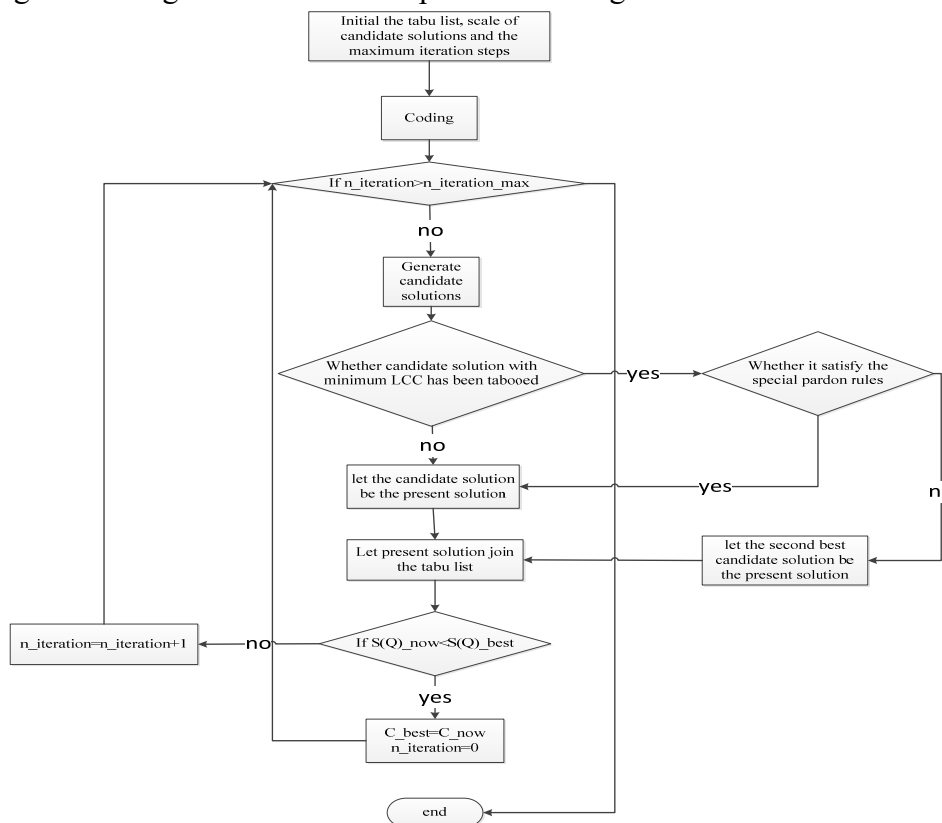 Initial the tabu list, scale of
candidate solutions and the
maximum iteration steps
Coding
If n_iteration>n_iteration_max
no
Generate
candidate
solutions
Whether candidate solution with
minimum LCC has been tabooed
yes
Whether it satisfy the
special pardon rules
no
let the candidate solution
be the present solution
yes
n
Let present solution join
the tabu list
let the second best
candidate solution be
the present solution
If S(Q)_now<S(Q)_best
no
n_iteration=n_iteration+1
yes
C_best=C_now
n_iteration=0
end